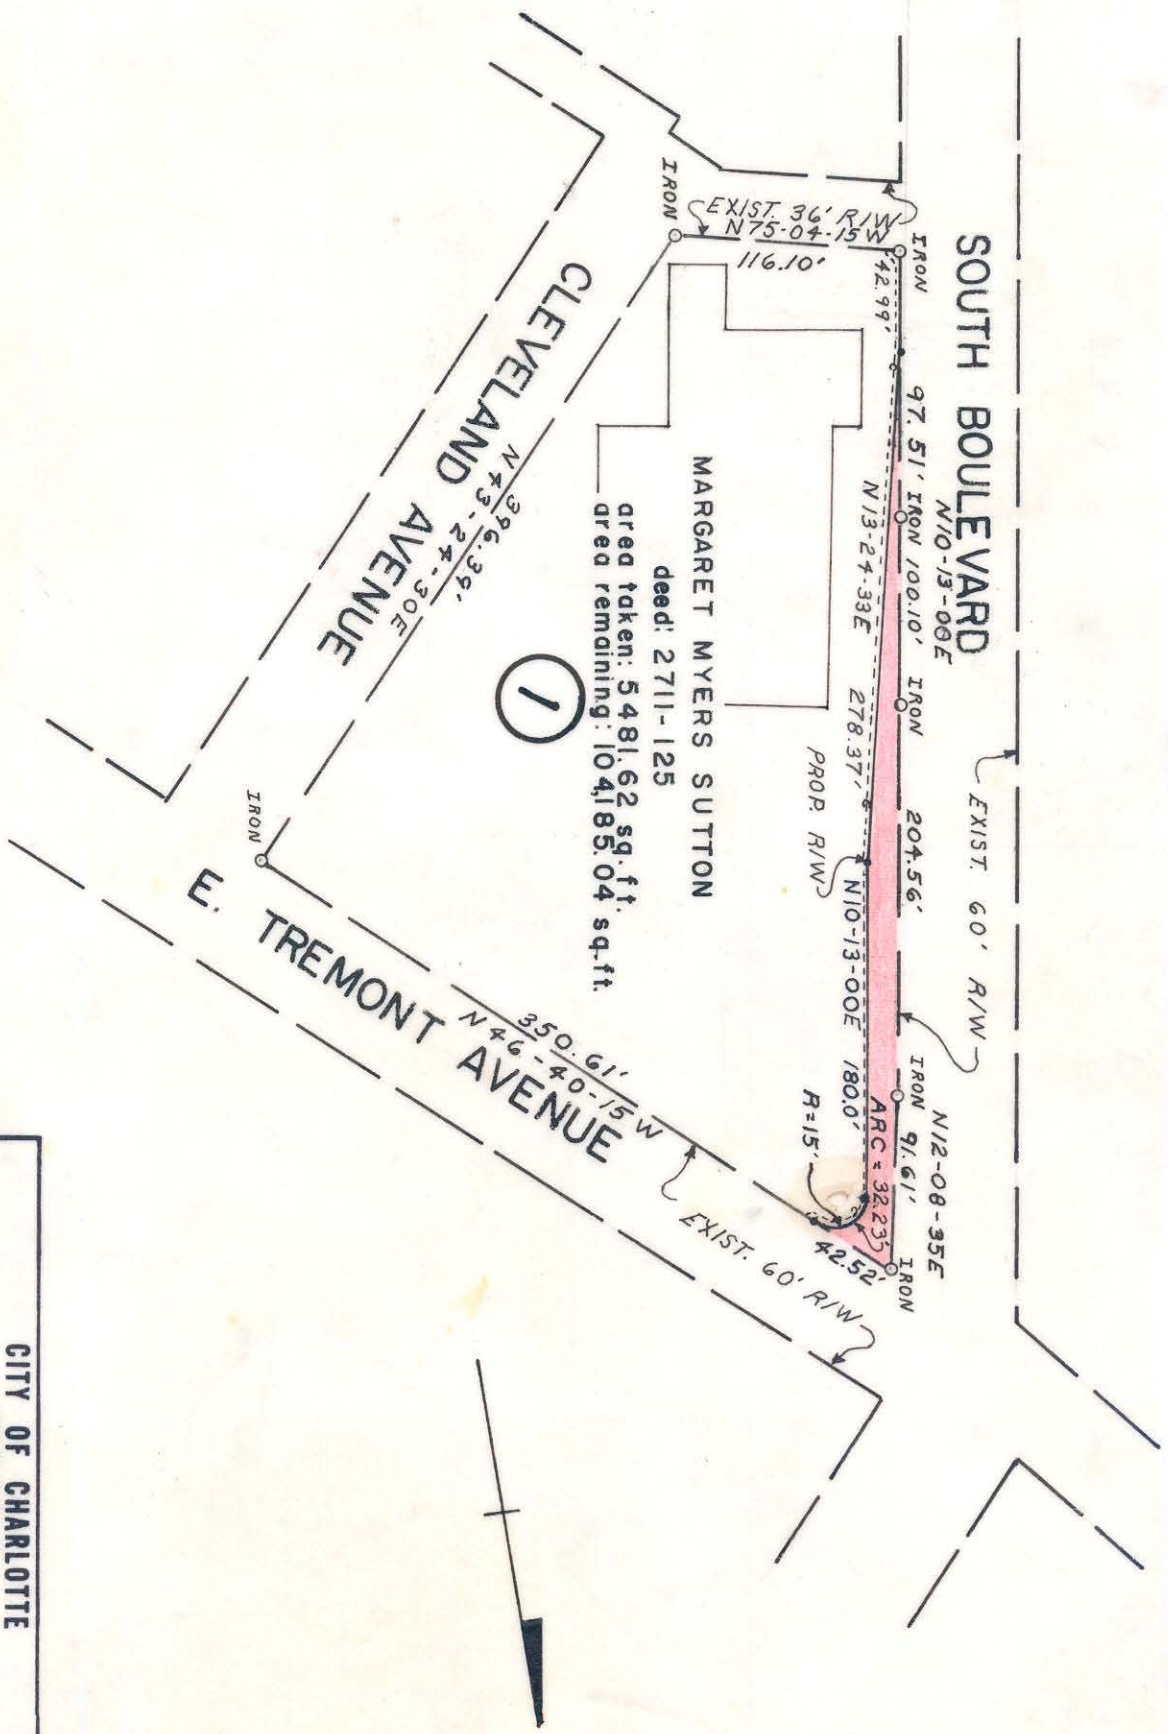 SOUTH BOULEVARD
N10-13-00E
EXIST. 60' R/W
IRON
97.51'
IRON
100.10'
IRON
204.56'
IRON
91.61'
N12-08-35E
IRON
42.99'
N13-24-33E
278.37'
PROP. R/W
N10-13-00E 180.0'
ARC = 32.23'
R=15'
42.52'
EXIST. 36' R/W
N75-04-15W
116.10'
IRON
MARGARET MYERS SUTTON
deed: 2711-125
area taken: 5481.62 sq. ft.
area remaining: 104,185.04 sq. ft.
1
396.39'
N43-24-30E
CLEVELAND AVENUE
IRON
350.61'
N46-40-15W
E. TREMONT AVENUE
EXIST. 60' R/W
CITY OF CHARLOTTE